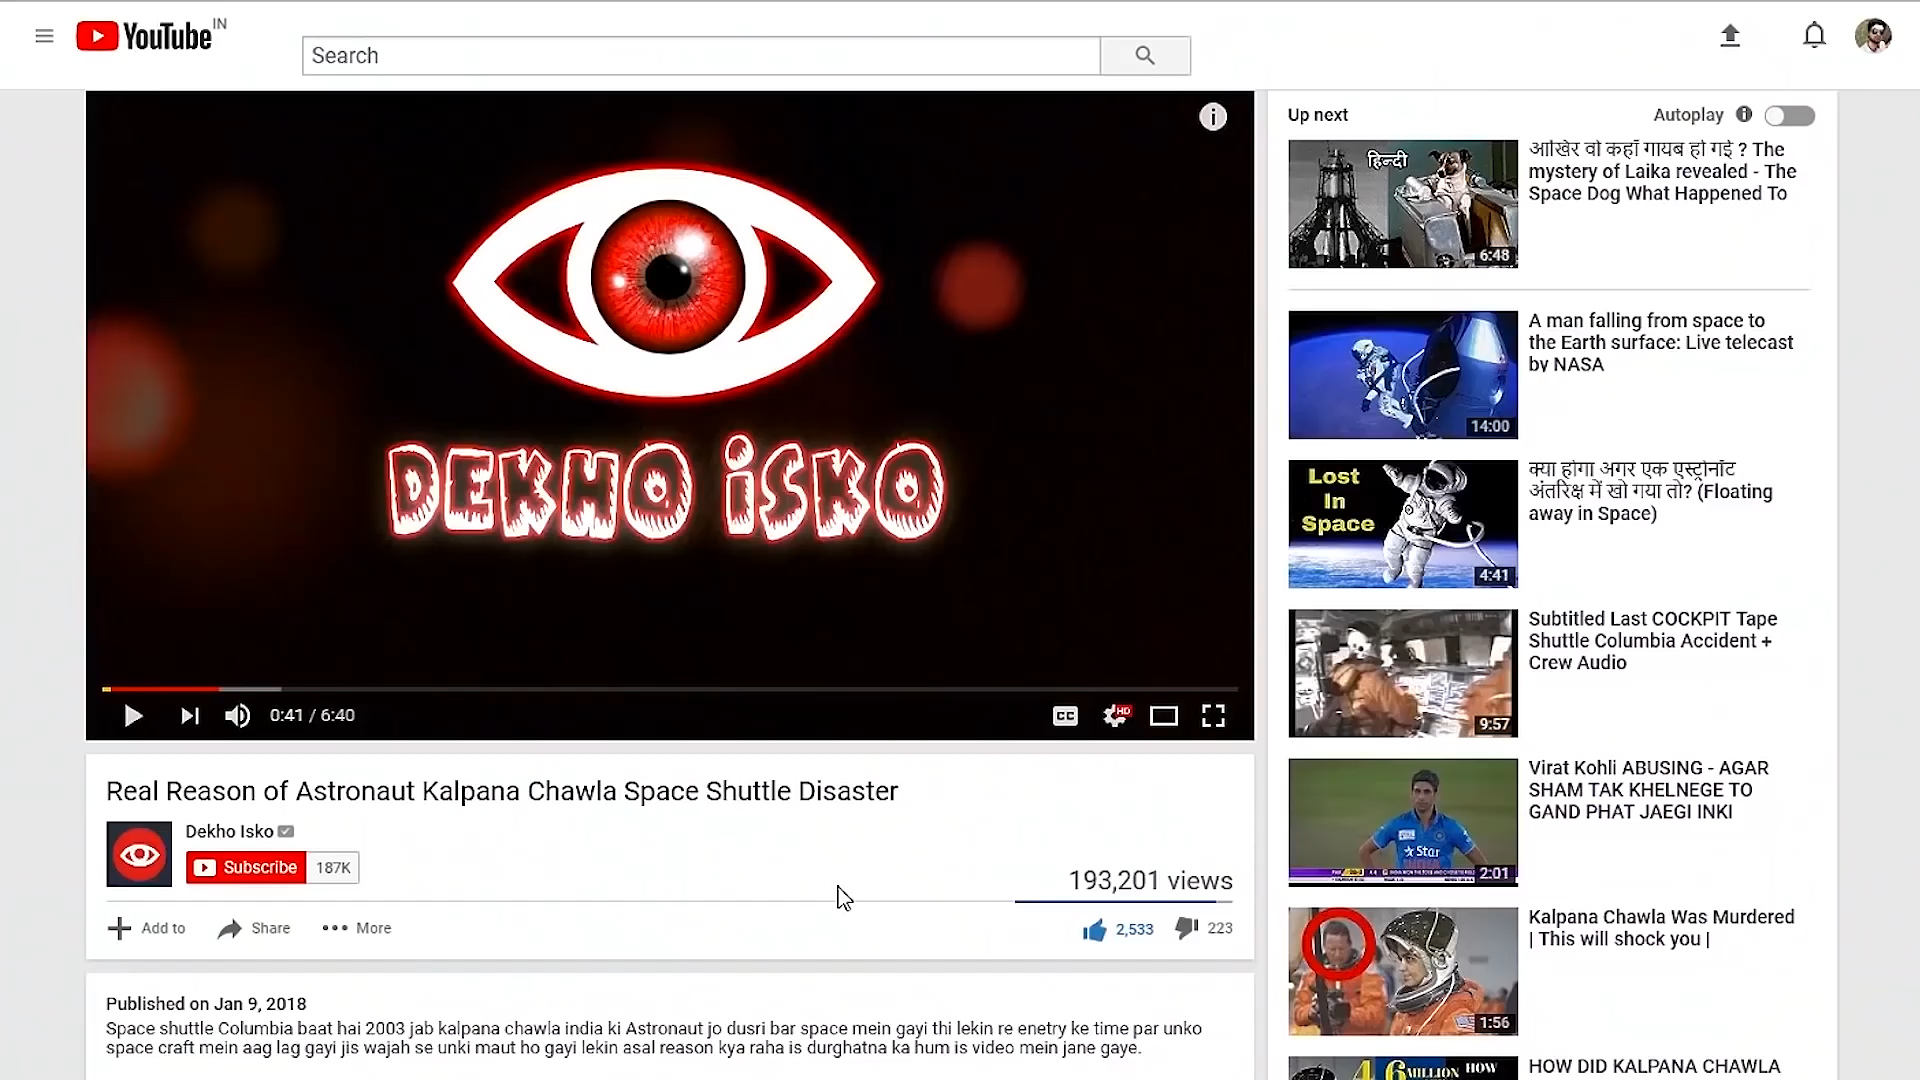 YouTube IN
Search
DEKHO iSKO
0:41 / 6:40
CC
HD
Real Reason of Astronaut Kalpana Chawla Space Shuttle Disaster
Dekho Isko
Subscribe 187K
193,201 views
Add to Share More
2,533 223
Published on Jan 9, 2018
Space shuttle Columbia baat hai 2003 jab kalpana chawla india ki Astronaut jo dusri bar space mein gayi thi lekin re enetry ke time par unko
space craft mein aag lag gayi jis wajah se unki maut ho gayi lekin asal reason kya raha is durghatna ka hum is video mein jane gaye.
Up next
Autoplay
हिन्दी
6:48
आखिर वो कहाँ गायब हो गई ? The
mystery of Laika revealed - The
Space Dog What Happened To
14:00
A man falling from space to
the Earth surface: Live telecast
by NASA
Lost
In
Space
4:41
क्या होगा अगर एक एस्ट्रोनॉट
अंतरिक्ष में खो गया तो? (Floating
away in Space)
9:57
Subtitled Last COCKPIT Tape
Shuttle Columbia Accident +
Crew Audio
Star
INDIA
2:01
Virat Kohli ABUSING - AGAR
SHAM TAK KHELNEGE TO
GAND PHAT JAEGI INKI
1:56
Kalpana Chawla Was Murdered
| This will shock you |
MILLION HOW
HOW DID KALPANA CHAWLA